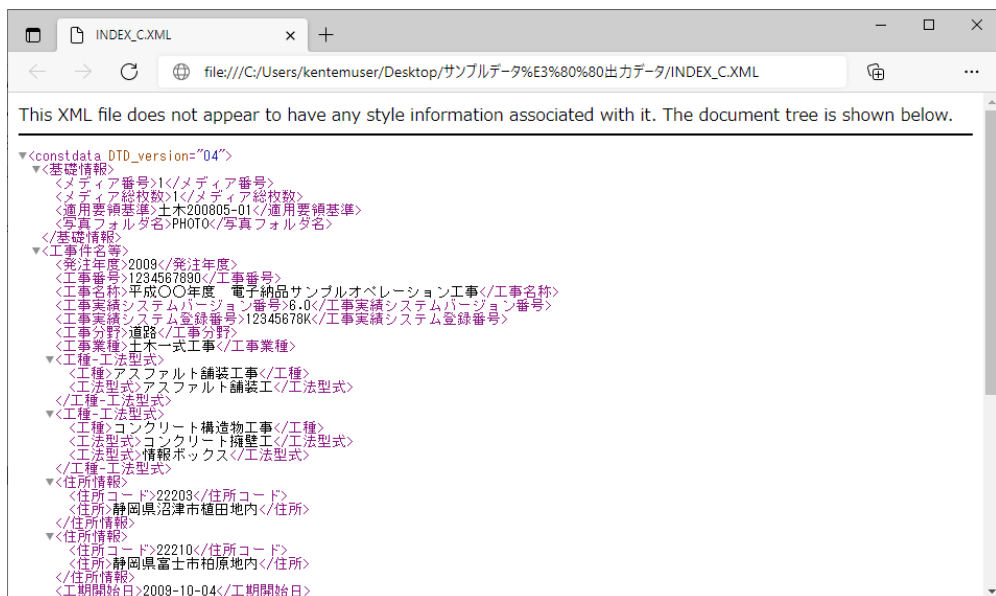 INDEX_C.XML
file:///C:/Users/kentemuser/Desktop/サンプルデータ%E3%80%80出力データ/INDEX_C.XML
This XML file does not appear to have any style information associated with it. The document tree is shown below.
▼<constdata DTD_version="04">
▼<基礎情報>
<メディア番号>1</メディア番号>
<メディア総枚数>1</メディア総枚数>
<適用要領基準>土木200805-01</適用要領基準>
<写真フォルダ名>PHOTO</写真フォルダ名>
</基礎情報>
▼<工事件名等>
<発注年度>2009</発注年度>
<工事番号>1234567890</工事番号>
<工事名称>平成〇〇年度　電子納品サンプルオペレーション工事</工事名称>
<工事実績システムバージョン番号>6.0</工事実績システムバージョン番号>
<工事実績システム登録番号>12345678K</工事実績システム登録番号>
<工事分野>道路</工事分野>
<工事業種>土木一式工事</工事業種>
▼<工種-工法型式>
<工種>アスファルト舗装工事</工種>
<工法型式>アスファルト舗装工</工法型式>
</工種-工法型式>
▼<工種-工法型式>
<工種>コンクリート構造物工事</工種>
<工法型式>コンクリート擁壁工</工法型式>
<工法型式>情報ボックス</工法型式>
</工種-工法型式>
▼<住所情報>
<住所コード>22203</住所コード>
<住所>静岡県沼津市植田地内</住所>
</住所情報>
▼<住所情報>
<住所コード>22210</住所コード>
<住所>静岡県富士市柏原地内</住所>
</住所情報>
<工期開始日>2009-10-04</工期開始日>